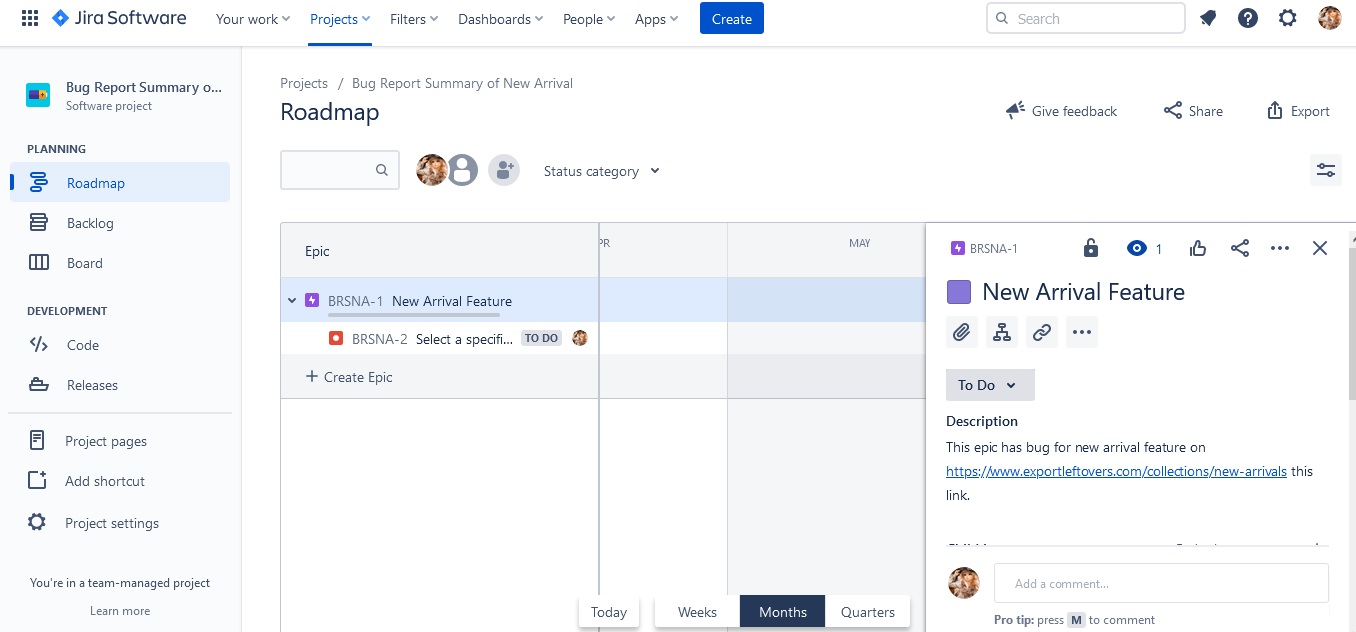 Jira Software
Your work
Projects
Filters
Dashboards
People
Apps
Create
Search
Bug Report Summary o...
Software project
PLANNING
Roadmap
Backlog
Board
DEVELOPMENT
Code
Releases
Project pages
Add shortcut
Project settings
You're in a team-managed project
Learn more
Projects / Bug Report Summary of New Arrival
Roadmap
Give feedback
Share
Export
Status category
Epic
PR
MAY
BRSNA-1 New Arrival Feature
BRSNA-2 Select a specifi... TO DO
+ Create Epic
Today
Weeks
Months
Quarters
BRSNA-1
1
New Arrival Feature
To Do
Description
This epic has bug for new arrival feature on
https://www.exportleftovers.com/collections/new-arrivals this
link.
Add a comment...
Pro tip: press M to comment